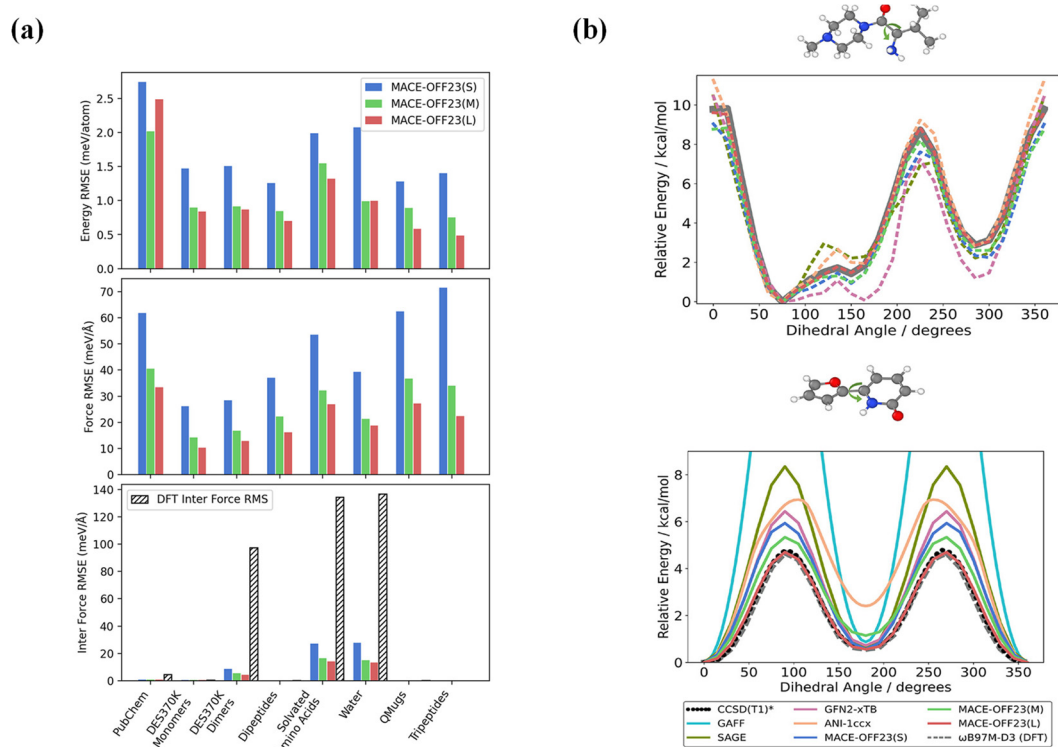 (a)
(b)
Energy RMSE (meV/atom)
2.5
2.0
1.5
1.0
0.5
0.0
MACE-OFF23(S)
MACE-OFF23(M)
MACE-OFF23(L)
Force RMSE (meV/Å)
70
60
50
40
30
20
10
0
Inter Force RMSE (meV/Å)
140
120
100
80
60
40
20
0
DFT Inter Force RMS
PubChem
DES370K
Monomers
DES370K
Dimers
Dipeptides
Solvated
mino Acids
Water
QMugs
Tripeptides
Relative Energy / kcal/mol
10
8
6
4
2
0
0 50 100 150 200 250 300 350
Dihedral Angle / degrees
Relative Energy / kcal/mol
8
6
4
2
0
0 50 100 150 200 250 300 350
Dihedral Angle / degrees
CCSD(T1)*
GAFF
SAGE
GFN2-xTB
ANI-1ccx
MACE-OFF23(S)
MACE-OFF23(M)
MACE-OFF23(L)
ωB97M-D3 (DFT)